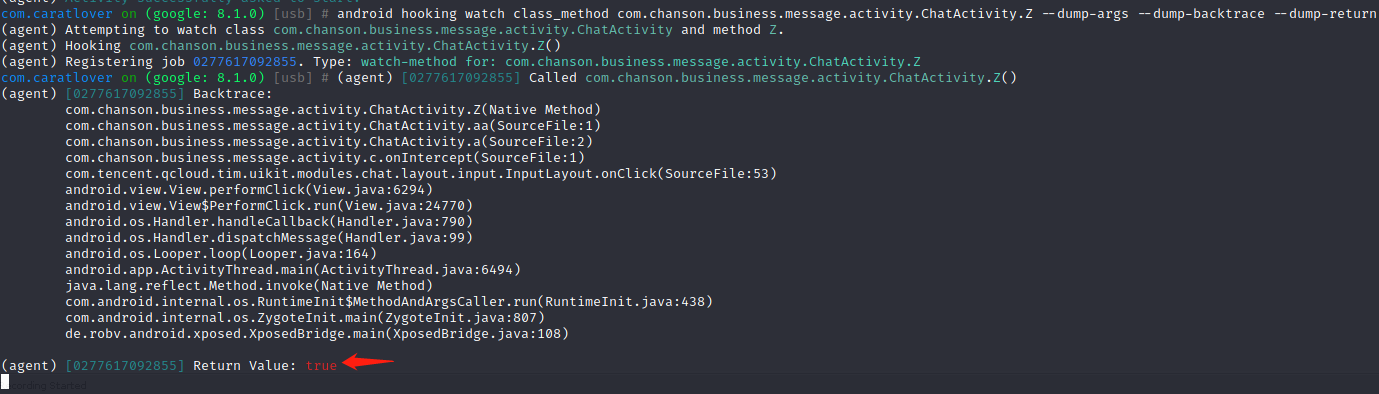 (agent) Activity successfully asked to start.
com.caratlover on (google: 8.1.0) [usb] # android hooking watch class_method com.chanson.business.message.activity.ChatActivity.Z --dump-args --dump-backtrace --dump-return
(agent) Attempting to watch class com.chanson.business.message.activity.ChatActivity and method Z.
(agent) Hooking com.chanson.business.message.activity.ChatActivity.Z()
(agent) Registering job 0277617092855. Type: watch-method for: com.chanson.business.message.activity.ChatActivity.Z
com.caratlover on (google: 8.1.0) [usb] # (agent) [0277617092855] Called com.chanson.business.message.activity.ChatActivity.Z()
(agent) [0277617092855] Backtrace:
com.chanson.business.message.activity.ChatActivity.Z(Native Method)
com.chanson.business.message.activity.ChatActivity.aa(SourceFile:1)
com.chanson.business.message.activity.ChatActivity.a(SourceFile:2)
com.chanson.business.message.activity.c.onIntercept(SourceFile:1)
com.tencent.qcloud.tim.uikit.modules.chat.layout.input.InputLayout.onClick(SourceFile:53)
android.view.View.performClick(View.java:6294)
android.view.View$PerformClick.run(View.java:24770)
android.os.Handler.handleCallback(Handler.java:790)
android.os.Handler.dispatchMessage(Handler.java:99)
android.os.Looper.loop(Looper.java:164)
android.app.ActivityThread.main(ActivityThread.java:6494)
java.lang.reflect.Method.invoke(Native Method)
com.android.internal.os.RuntimeInit$MethodAndArgsCaller.run(RuntimeInit.java:438)
com.android.internal.os.ZygoteInit.main(ZygoteInit.java:807)
de.robv.android.xposed.XposedBridge.main(XposedBridge.java:108)
(agent) [0277617092855] Return Value: true
Started